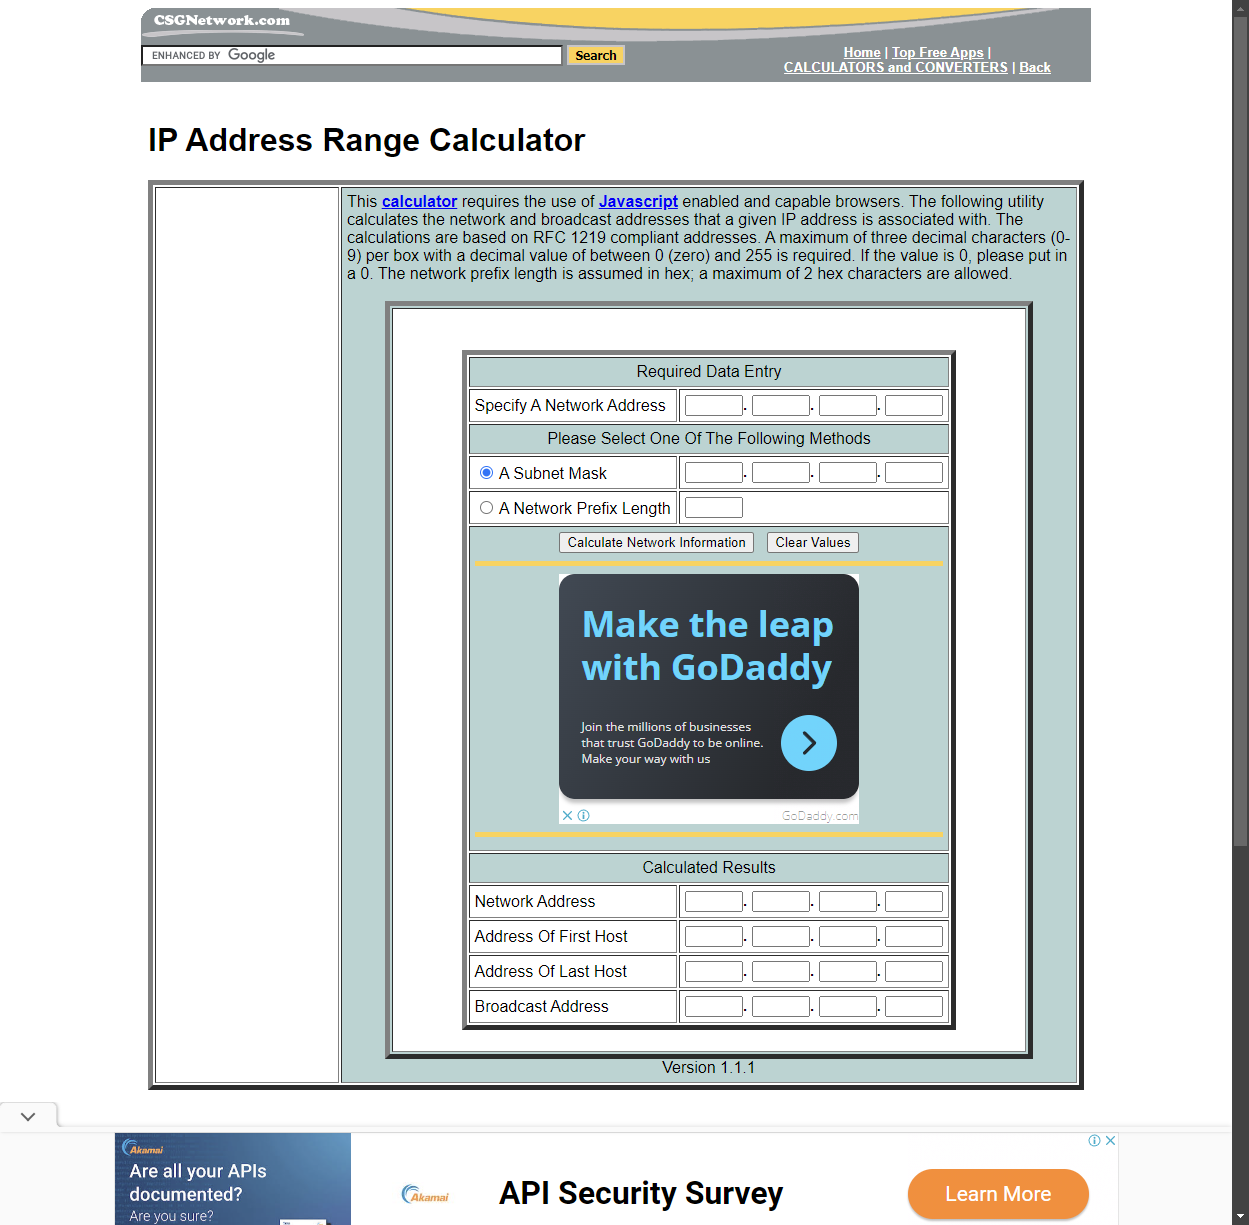 CSGNetwork.com
ENHANCED BY Google
Search
Home | Top Free Apps |
CALCULATORS and CONVERTERS | Back
IP Address Range Calculator
This calculator requires the use of Javascript enabled and capable browsers. The following utility
calculates the network and broadcast addresses that a given IP address is associated with. The
calculations are based on RFC 1219 compliant addresses. A maximum of three decimal characters (0-
9) per box with a decimal value of between 0 (zero) and 255 is required. If the value is 0, please put in
a 0. The network prefix length is assumed in hex; a maximum of 2 hex characters are allowed.
Required Data Entry
Specify A Network Address . . .
Please Select One Of The Following Methods
A Subnet Mask . . .
A Network Prefix Length
Calculate Network Information Clear Values
Make the leap
with GoDaddy
Join the millions of businesses
that trust GoDaddy to be online.
Make your way with us
GoDaddy.com
Calculated Results
Network Address . . .
Address Of First Host . . .
Address Of Last Host . . .
Broadcast Address . . .
Version 1.1.1
Akamai
Are all your APIs
documented?
Are you sure?
Akamai
API Security Survey
Learn More